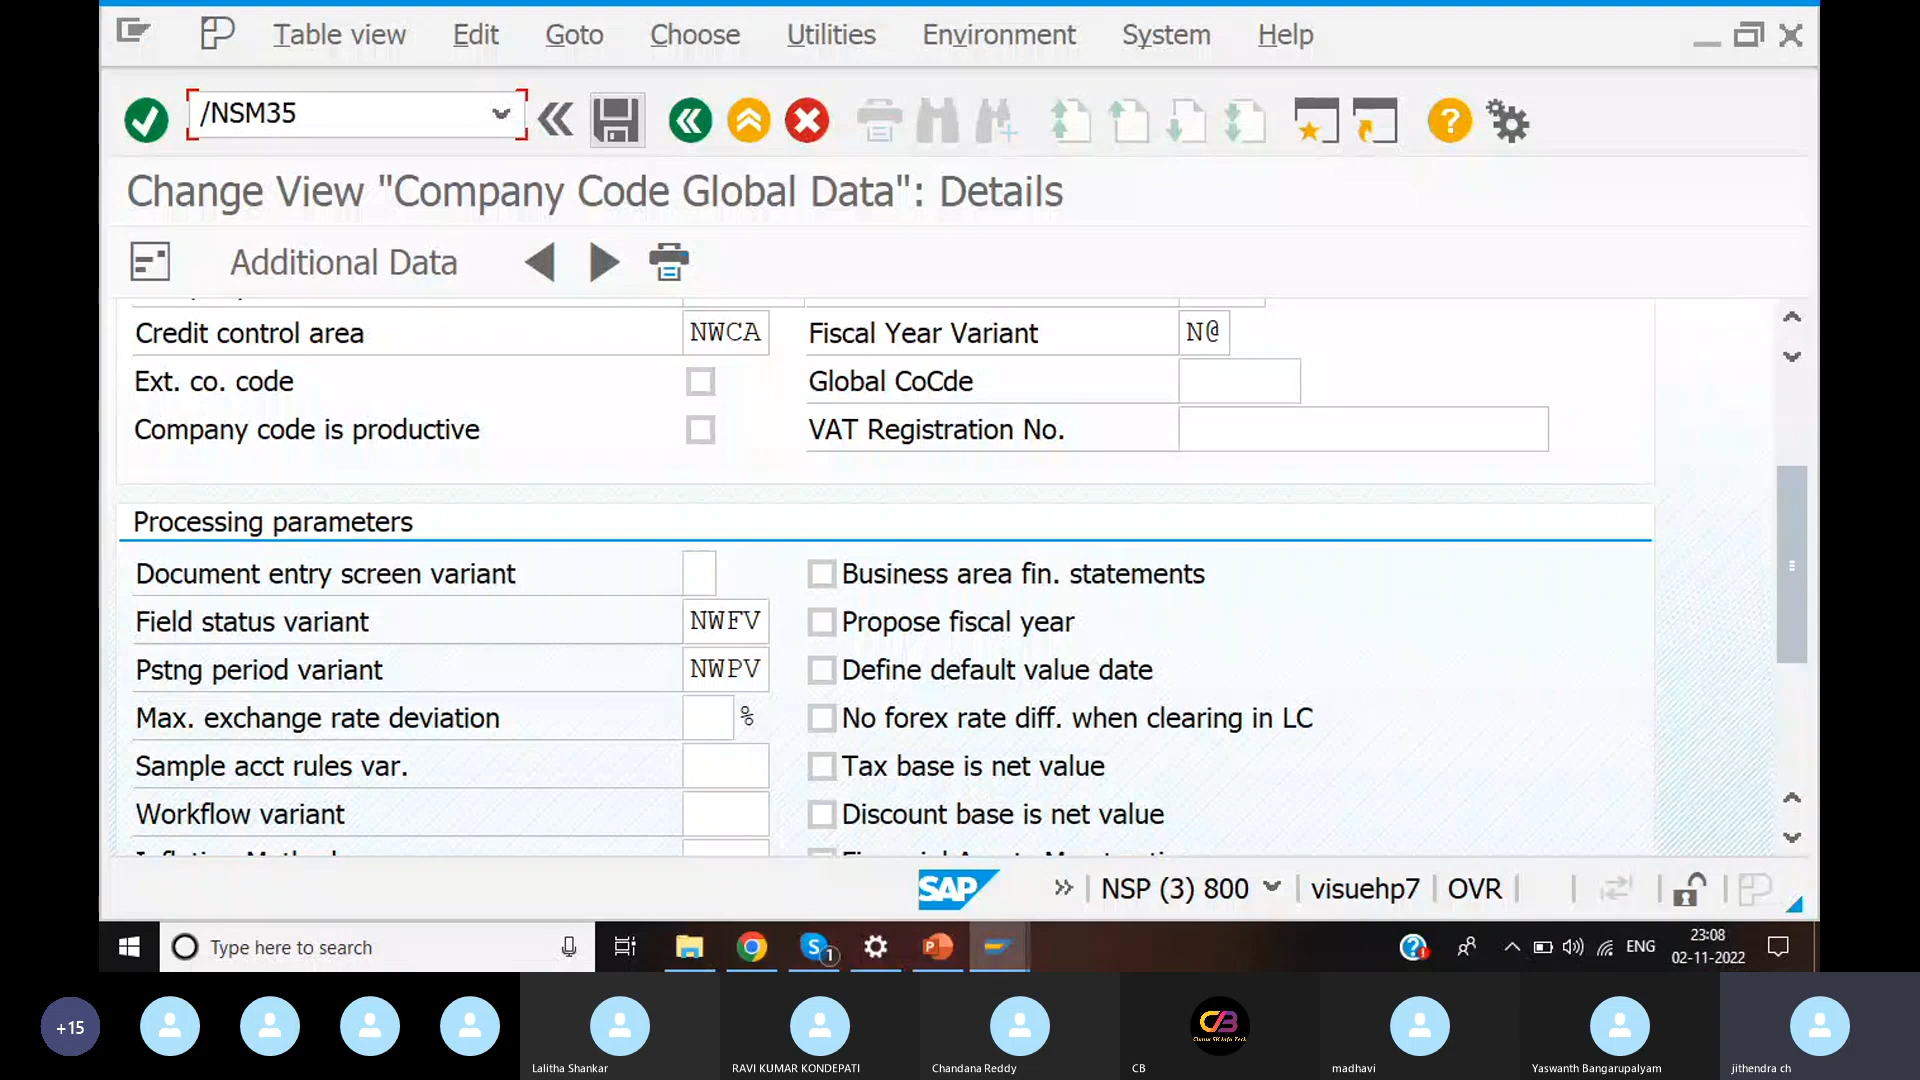 Table view Edit Goto Choose Utilities Environment System Help
/NSM35
Change View "Company Code Global Data": Details
Additional Data
Credit control area NWCA Fiscal Year Variant N@
Ext. co. code Global CoCde
Company code is productive VAT Registration No.
Processing parameters
Document entry screen variant Business area fin. statements
Field status variant NWFV Propose fiscal year
Pstng period variant NWPV Define default value date
Max. exchange rate deviation % No forex rate diff. when clearing in LC
Sample acct rules var. Tax base is net value
Workflow variant Discount base is net value
SAP NSP (3) 800 visuehp7 OVR
Type here to search 1 ENG 23:08
02-11-2022
+15
Lalitha Shankar RAVI KUMAR KONDEPATI Chandana Reddy CB madhavi Yaswanth Bangarupalyam jithendra ch